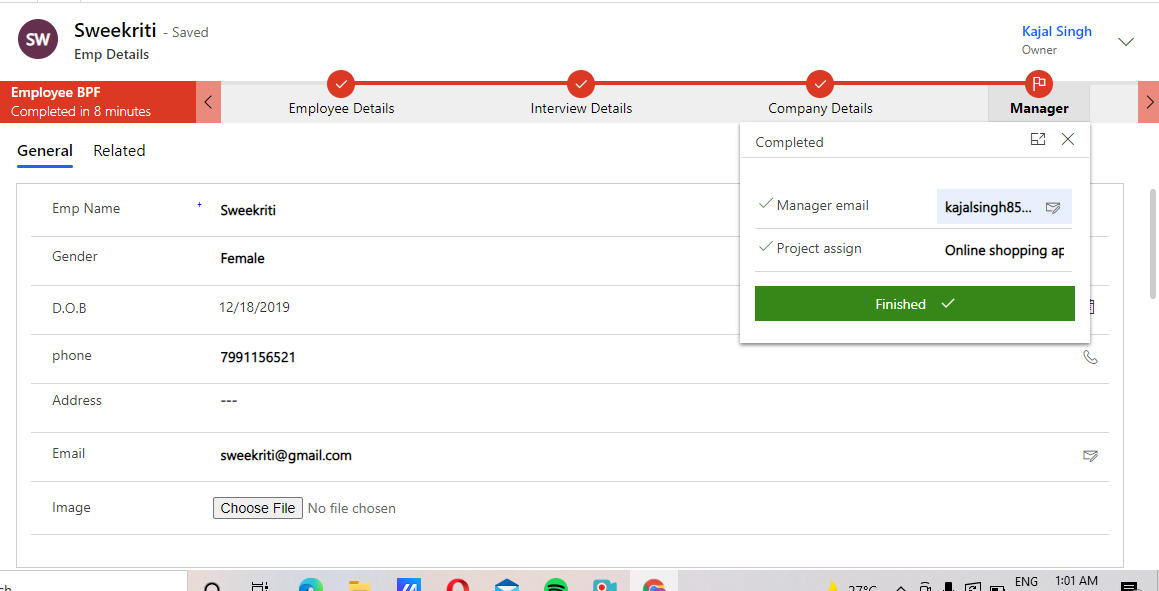 SW
Sweekriti - Saved
Emp Details
Kajal Singh
Owner
Employee BPF
Completed in 8 minutes
Employee Details
Interview Details
Company Details
Manager
General
Related
Completed
Manager email
kajalsingh85...
Project assign
Online shopping ap
Finished
Emp Name
+
Sweekriti
Gender
Female
D.O.B
12/18/2019
phone
7991156521
Address
---
Email
sweekriti@gmail.com
Image
Choose File No file chosen
27°C
ENG
1:01 AM